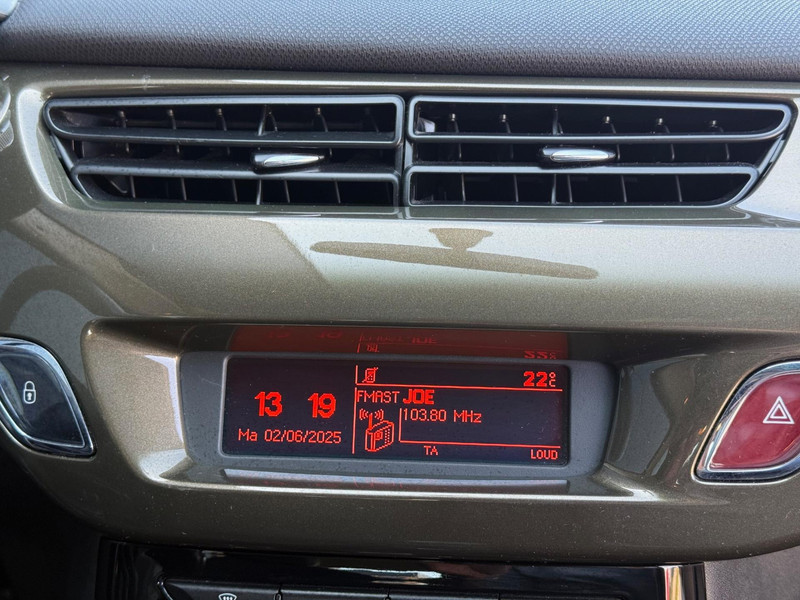 22°C
13 19
FMAST JOE
103.80 MHz
Ma 02/06/2025
TA
LOUD